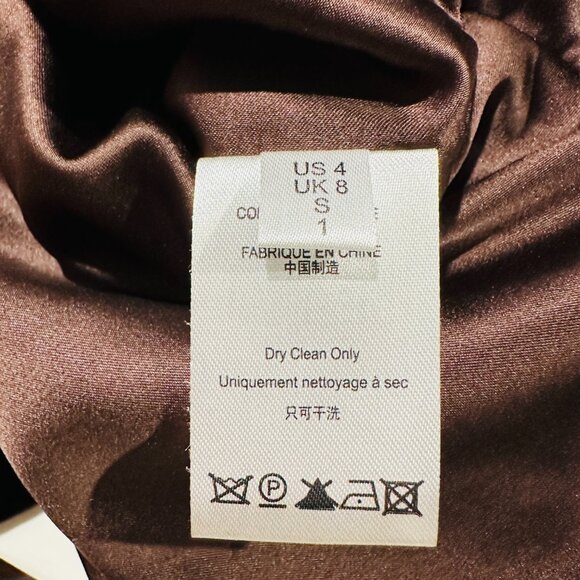 US 4
UK 8
S
1
FABRIQUE EN CHINE
中国制造
Dry Clean Only
Uniquement nettoyage à sec
只可干洗
P